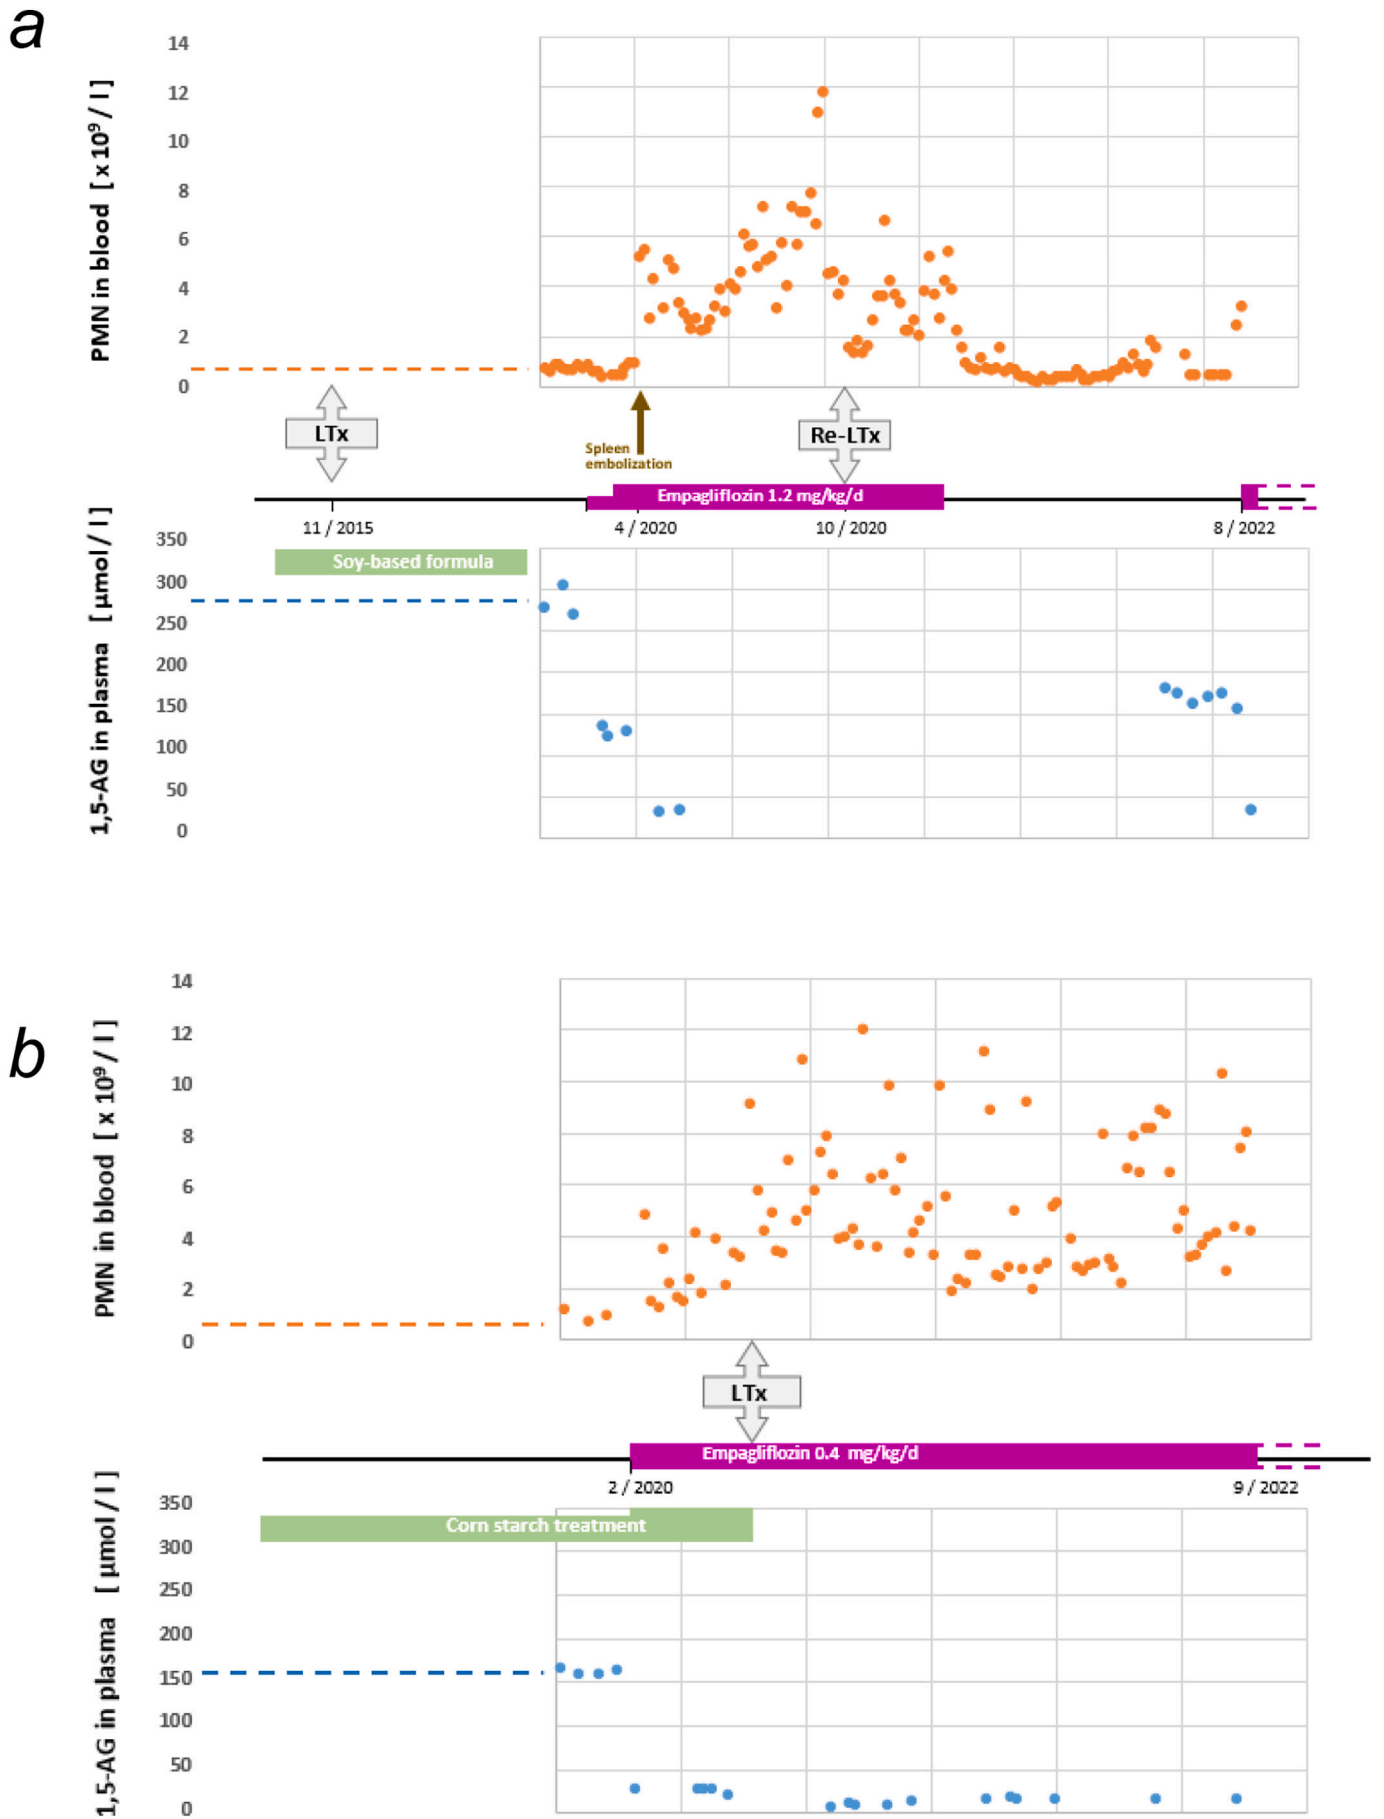 a
14
12
10
8
6
4
2
0
PMN in blood [ x 10⁹ / l ]
LTx
Spleen
embolization
Re-LTx
Empagliflozin 1.2 mg/kg/d
11 / 2015
4 / 2020
10 / 2020
8 / 2022
Soy-based formula
350
300
250
200
150
100
50
0
1,5-AG in plasma [ µmol / l ]
b
14
12
10
8
6
4
2
0
PMN in blood [ x 10⁹ / l ]
LTx
Empagliflozin 0.4 mg/kg/d
2 / 2020
9 / 2022
Corn starch treatment
350
300
250
200
150
100
50
0
1,5-AG in plasma [ µmol / l ]